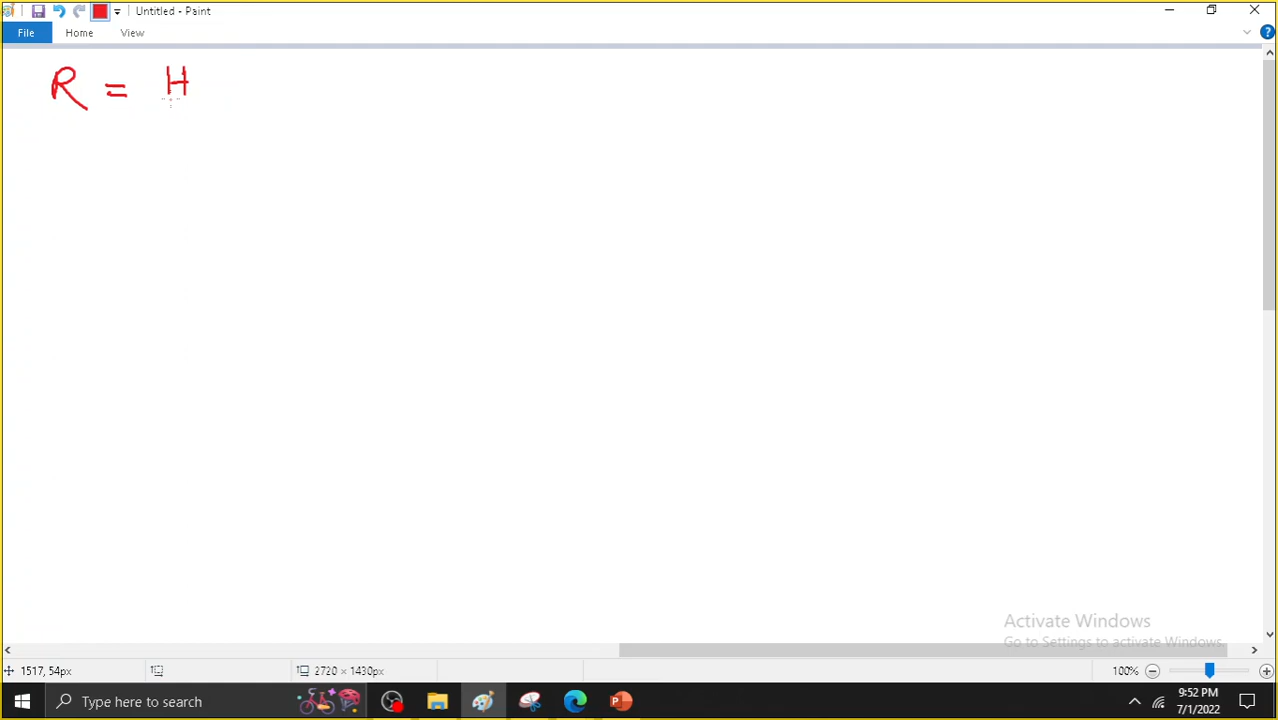 Untitled - Paint
File Home View
R = H
Activate Windows
Go to Settings to activate Windows.
1517, 54px 2720 × 1430px 100%
Type here to search
9:52 PM
7/1/2022